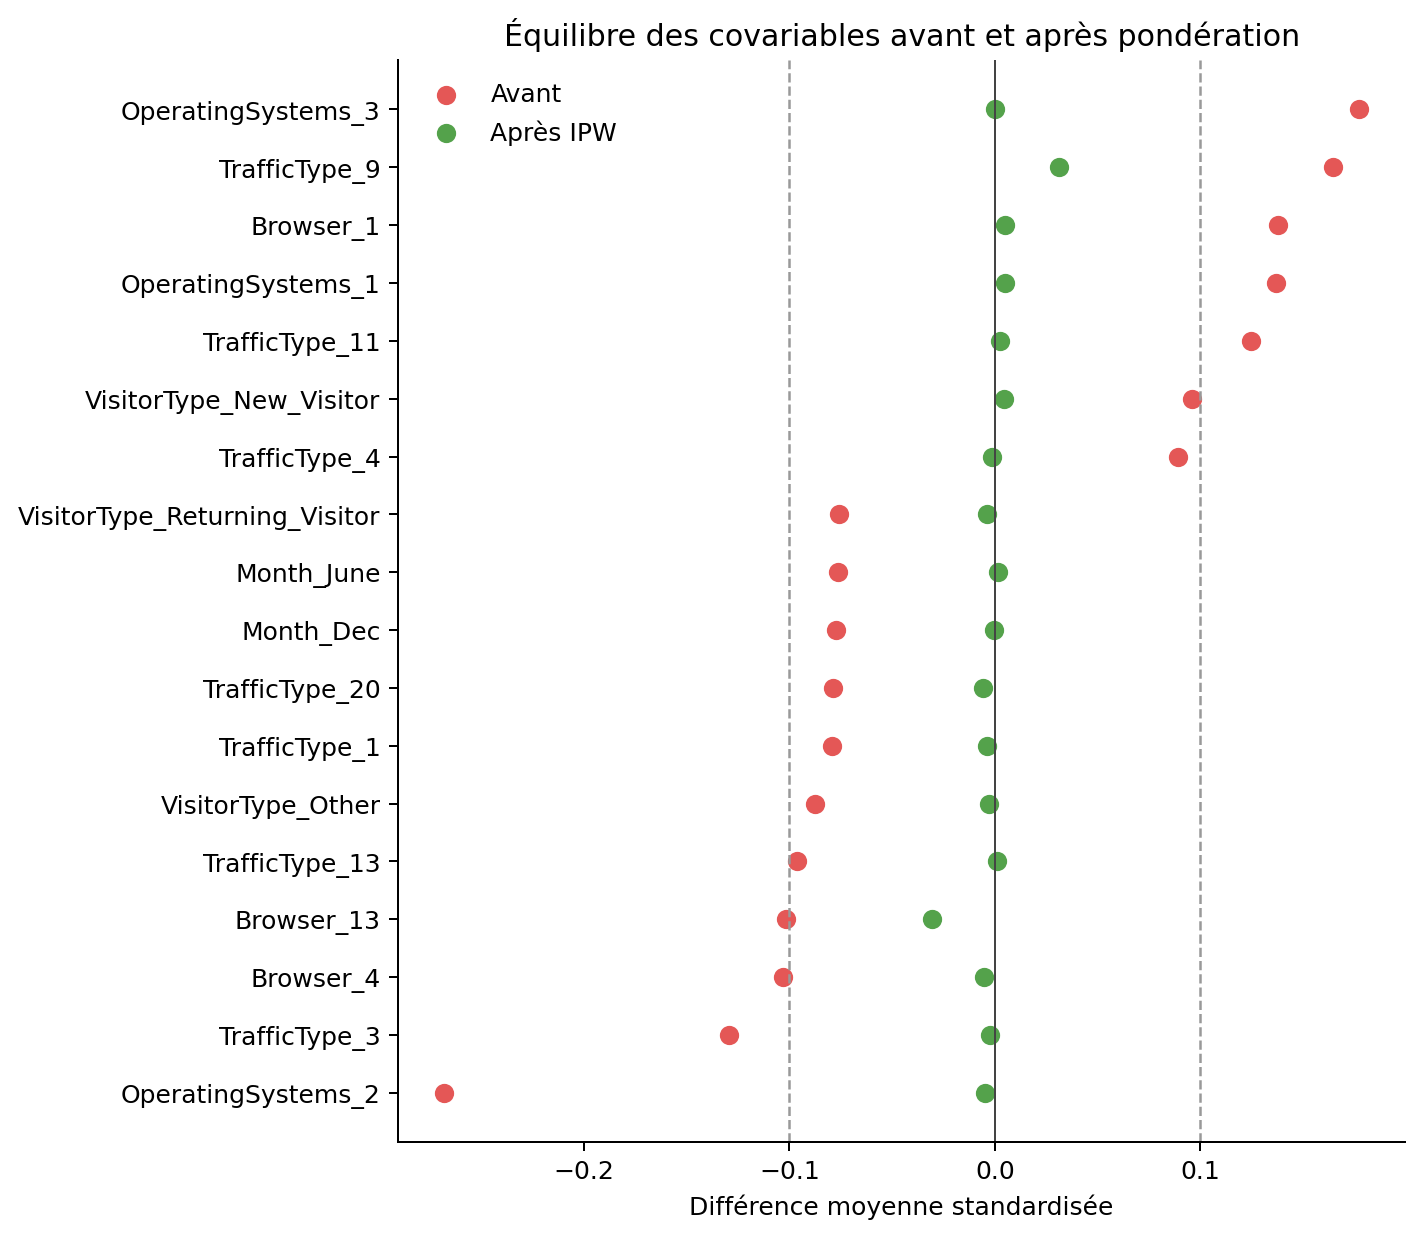 Équilibre des covariables avant et après pondération
Avant
Après IPW
OperatingSystems_3
TrafficType_9
Browser_1
OperatingSystems_1
TrafficType_11
VisitorType_New_Visitor
TrafficType_4
VisitorType_Returning_Visitor
Month_June
Month_Dec
TrafficType_20
TrafficType_1
VisitorType_Other
TrafficType_13
Browser_13
Browser_4
TrafficType_3
OperatingSystems_2
−0.2 −0.1 0.0 0.1
Différence moyenne standardisée